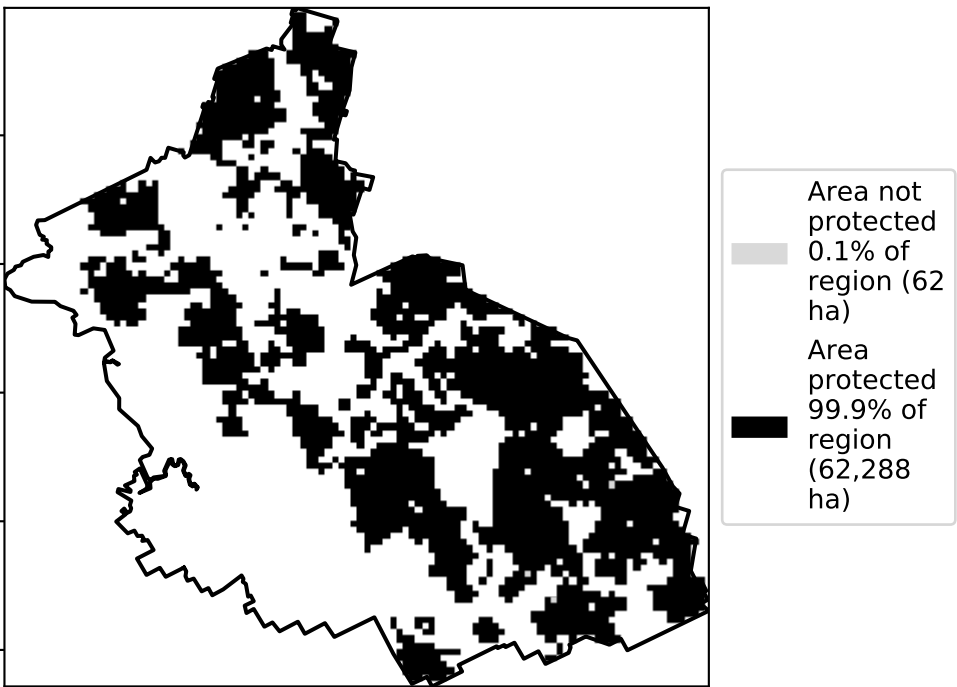 Area not
protected
0.1% of
region (62
ha)
Area
protected
99.9% of
region
(62,288
ha)